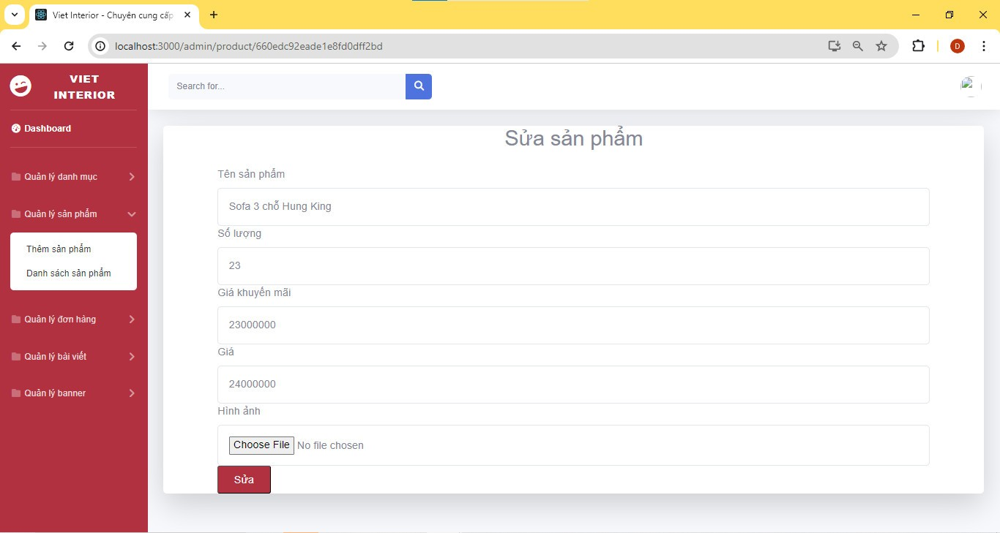 Viet Interior - Chuyên cung cấp
localhost:3000/admin/product/660edc92eade1e8fd0dff2bd
D
VIET
INTERIOR
Search for...
Dashboard
Quản lý danh mục
Quản lý sản phẩm
Thêm sản phẩm
Danh sách sản phẩm
Quản lý đơn hàng
Quản lý bài viết
Quản lý banner
Sửa sản phẩm
Tên sản phẩm
Sofa 3 chỗ Hung King
Số lượng
23
Giá khuyến mãi
23000000
Giá
24000000
Hình ảnh
Choose File No file chosen
Sửa